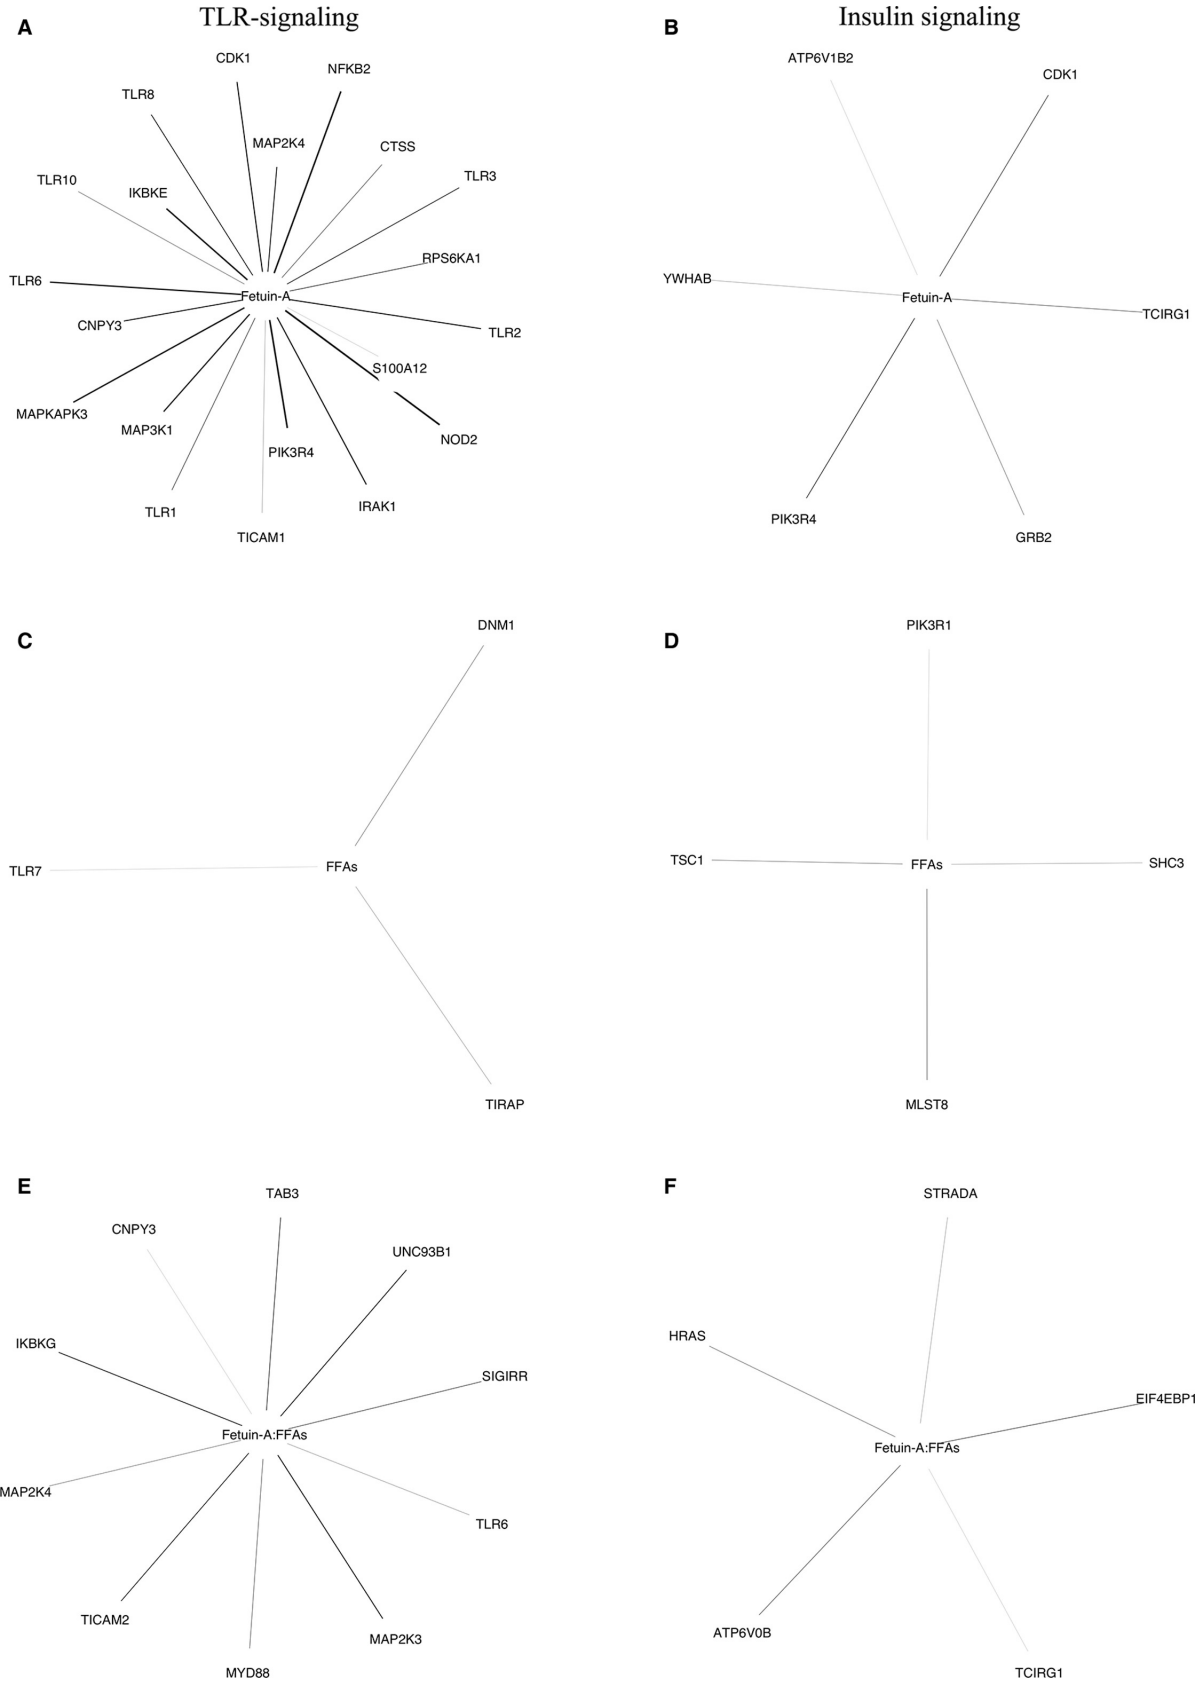 TLR-signaling
Insulin signaling
A
CDK1
NFKB2
TLR8
MAP2K4
CTSS
TLR10
IKBKE
TLR3
RPS6KA1
TLR6
Fetuin-A
CNPY3
TLR2
S100A12
MAPKAPK3
MAP3K1
NOD2
PIK3R4
TLR1
IRAK1
TICAM1
B
ATP6V1B2
CDK1
YWHAB
Fetuin-A
TCIRG1
PIK3R4
GRB2
C
DNM1
TLR7
FFAs
TIRAP
D
PIK3R1
TSC1
FFAs
SHC3
MLST8
E
TAB3
CNPY3
UNC93B1
IKBKG
SIGIRR
Fetuin-A:FFAs
MAP2K4
TLR6
TICAM2
MAP2K3
MYD88
F
STRADA
HRAS
EIF4EBP1
Fetuin-A:FFAs
ATP6V0B
TCIRG1